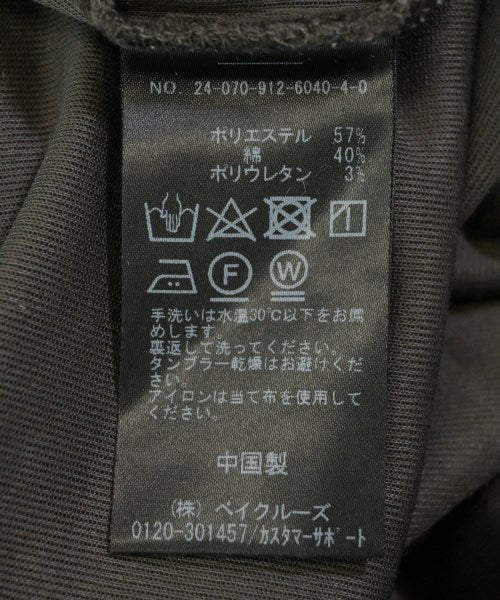 NO. 24-070-912-6040-4-0
ポリエステル 57%
綿 40%
ポリウレタン 3%
F W
手洗いは水温30℃以下をお薦
めします。
裏返して洗ってください。
タンブラー乾燥はお避けくださ
い。
アイロンは当て布を使用して
ください。
中国製
(株) ベイクルーズ
0120-301457/カスタマーサポート